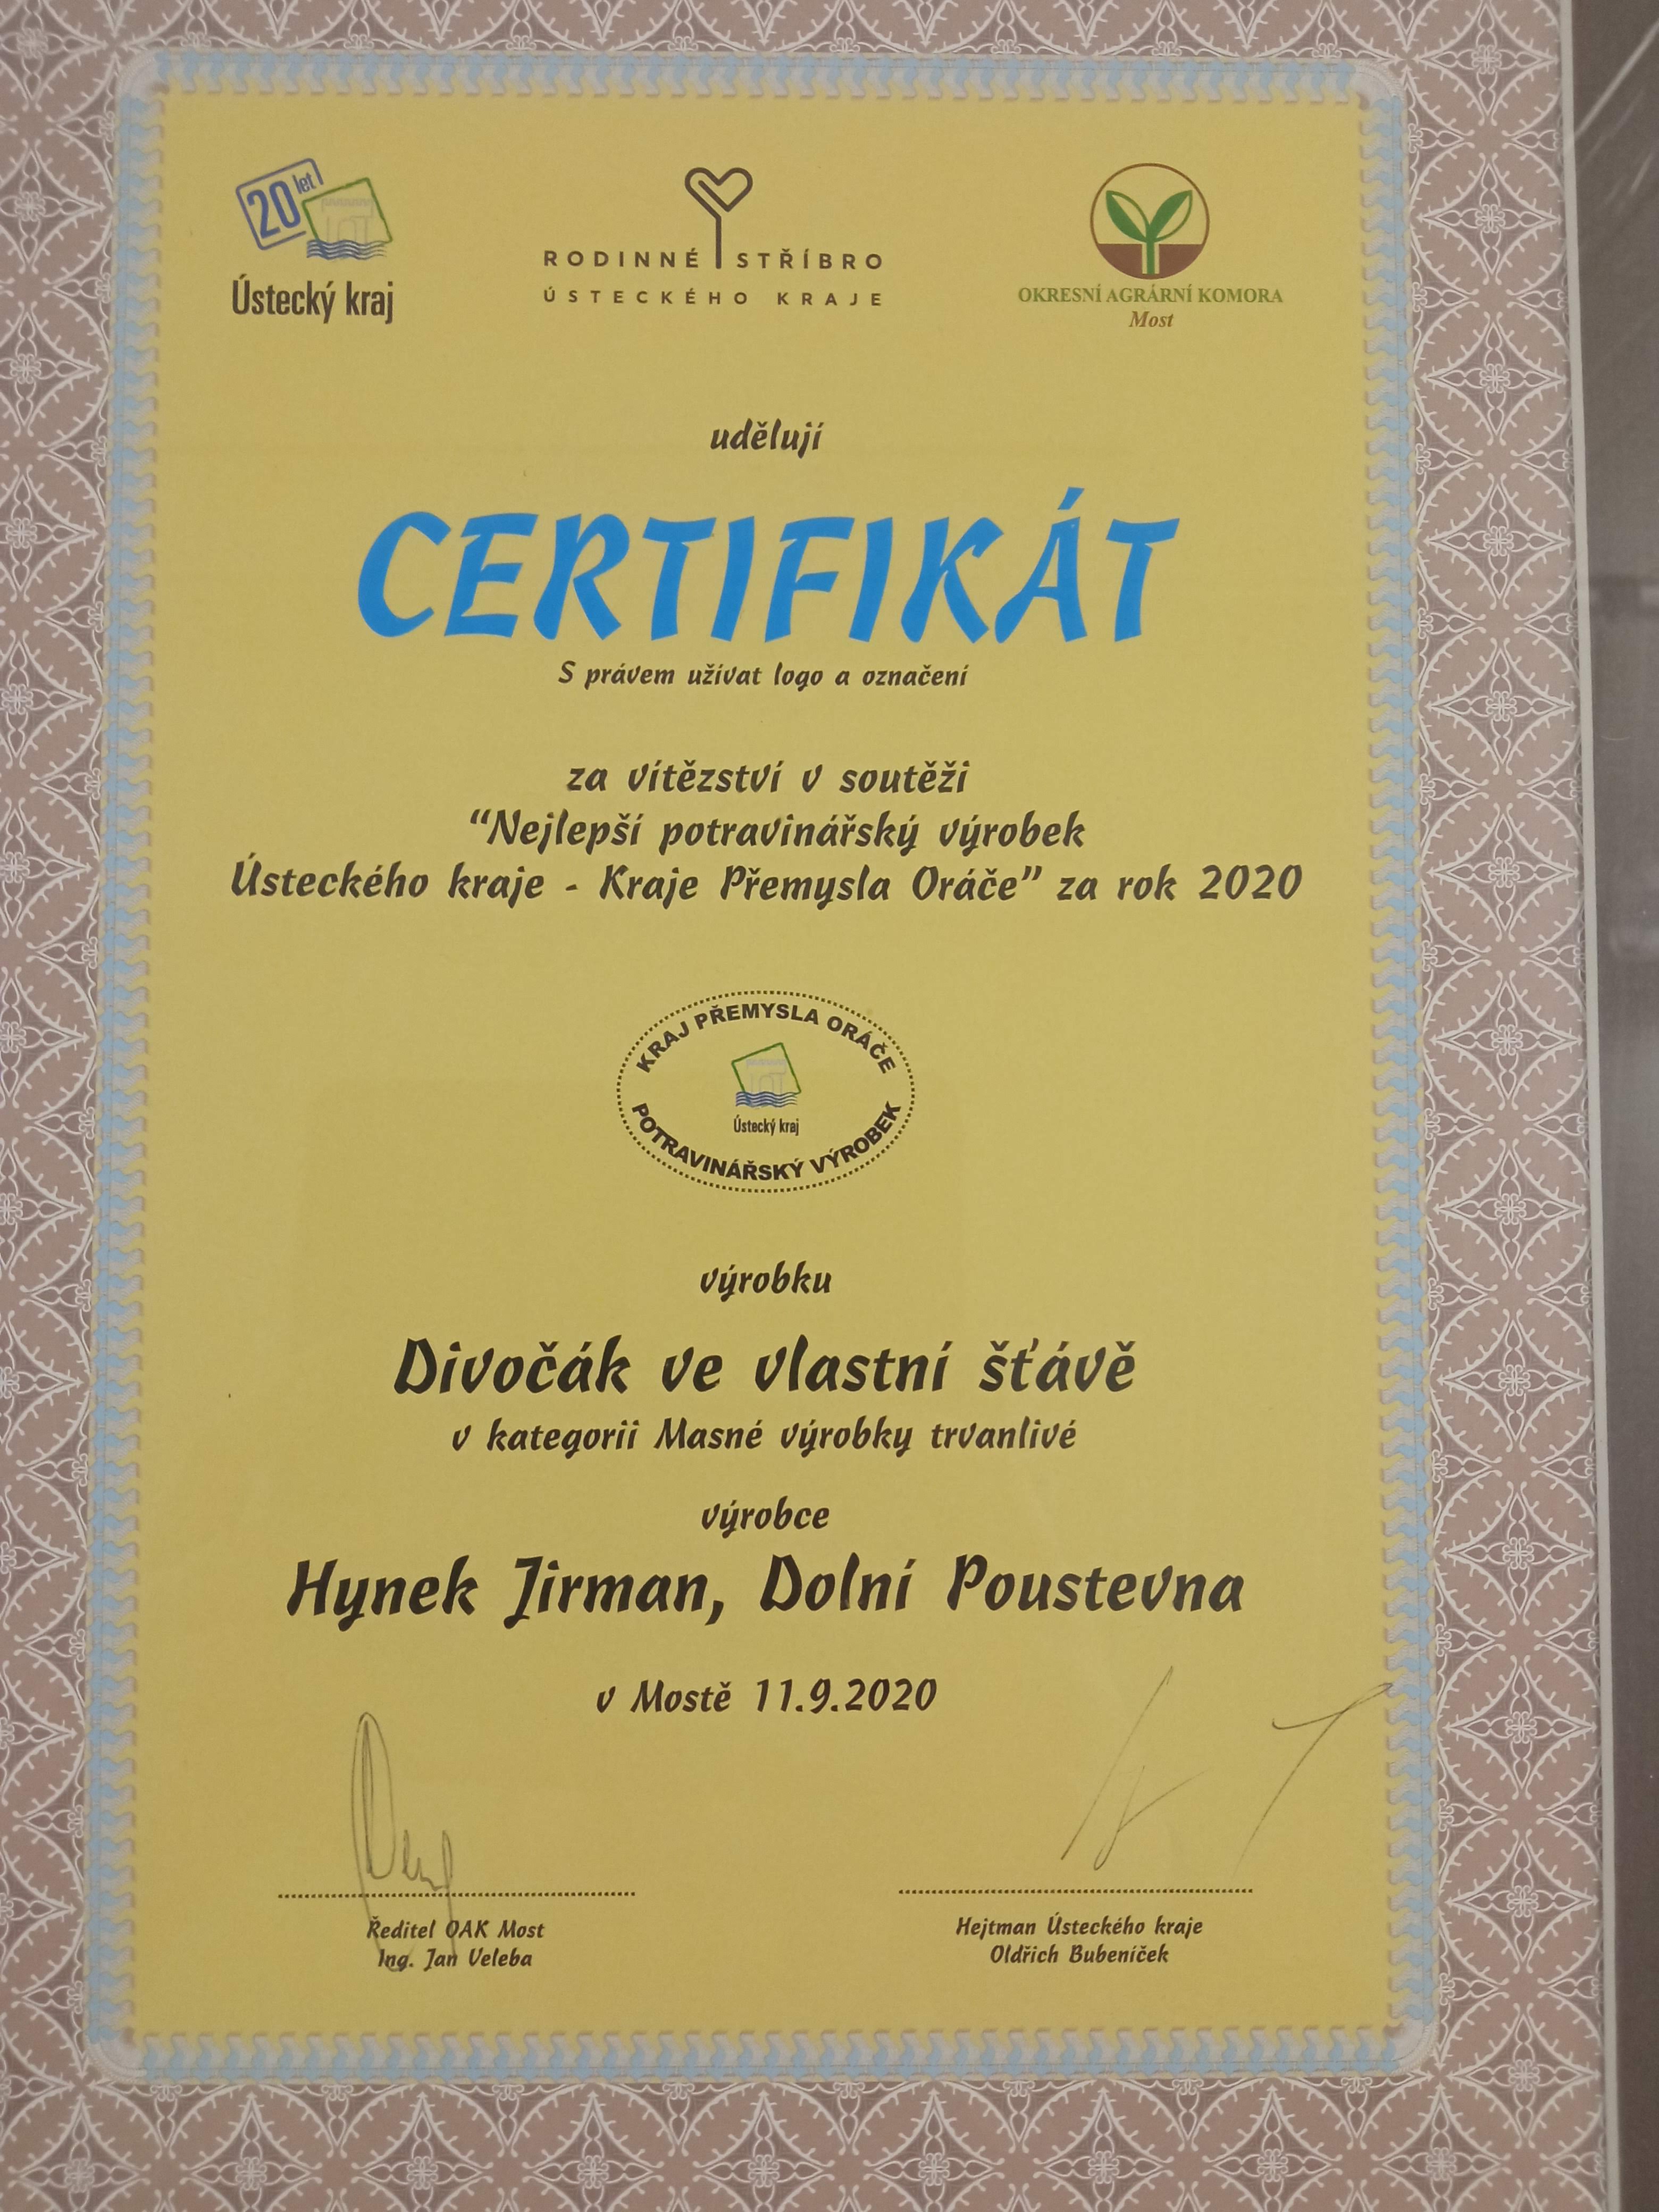 20 let
Ústecký kraj
RODINNÉ STŘÍBRO
ÚSTECKÉHO KRAJE
OKRESNÍ AGRÁRNÍ KOMORA
Most
udělují
CERTIFIKÁT
S právem užívat logo a označení
za vítězství v soutěži
“Nejlepší potravinářský výrobek
Ústeckého kraje - Kraje Přemysla Oráče” za rok 2020
KRAJ PŘEMYSLA ORÁČE
Ústecký kraj
POTRAVINÁŘSKÝ VÝROBEK
výrobku
Divočák ve vlastní šťávě
v kategorii Masné výrobky trvanlivé
výrobce
Hynek Jirman, Dolní Poustevna
v Mostě 11.9.2020
Ředitel OAK Most
Ing. Jan Veleba
Hejtman Ústeckého kraje
Oldřich Bubeníček